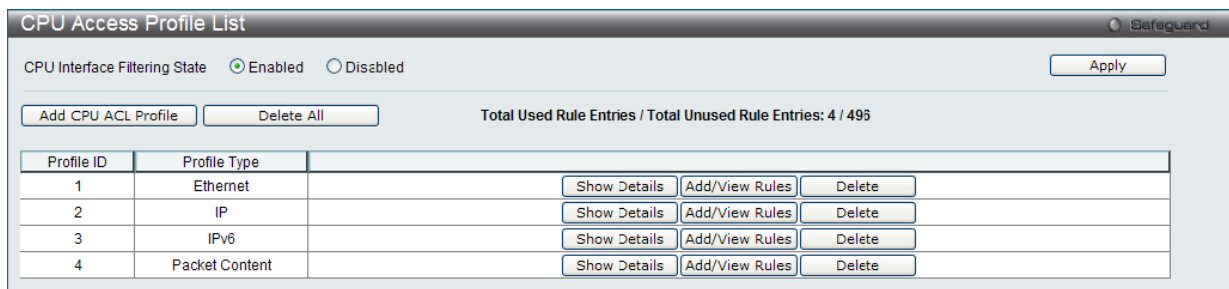 CPU Access Profile List
Safeguard
CPU Interface Filtering State Enabled Disabled Apply
Add CPU ACL Profile Delete All Total Used Rule Entries / Total Unused Rule Entries: 4 / 496
Profile ID Profile Type
1 Ethernet Show Details Add/View Rules Delete
2 IP Show Details Add/View Rules Delete
3 IPv6 Show Details Add/View Rules Delete
4 Packet Content Show Details Add/View Rules Delete